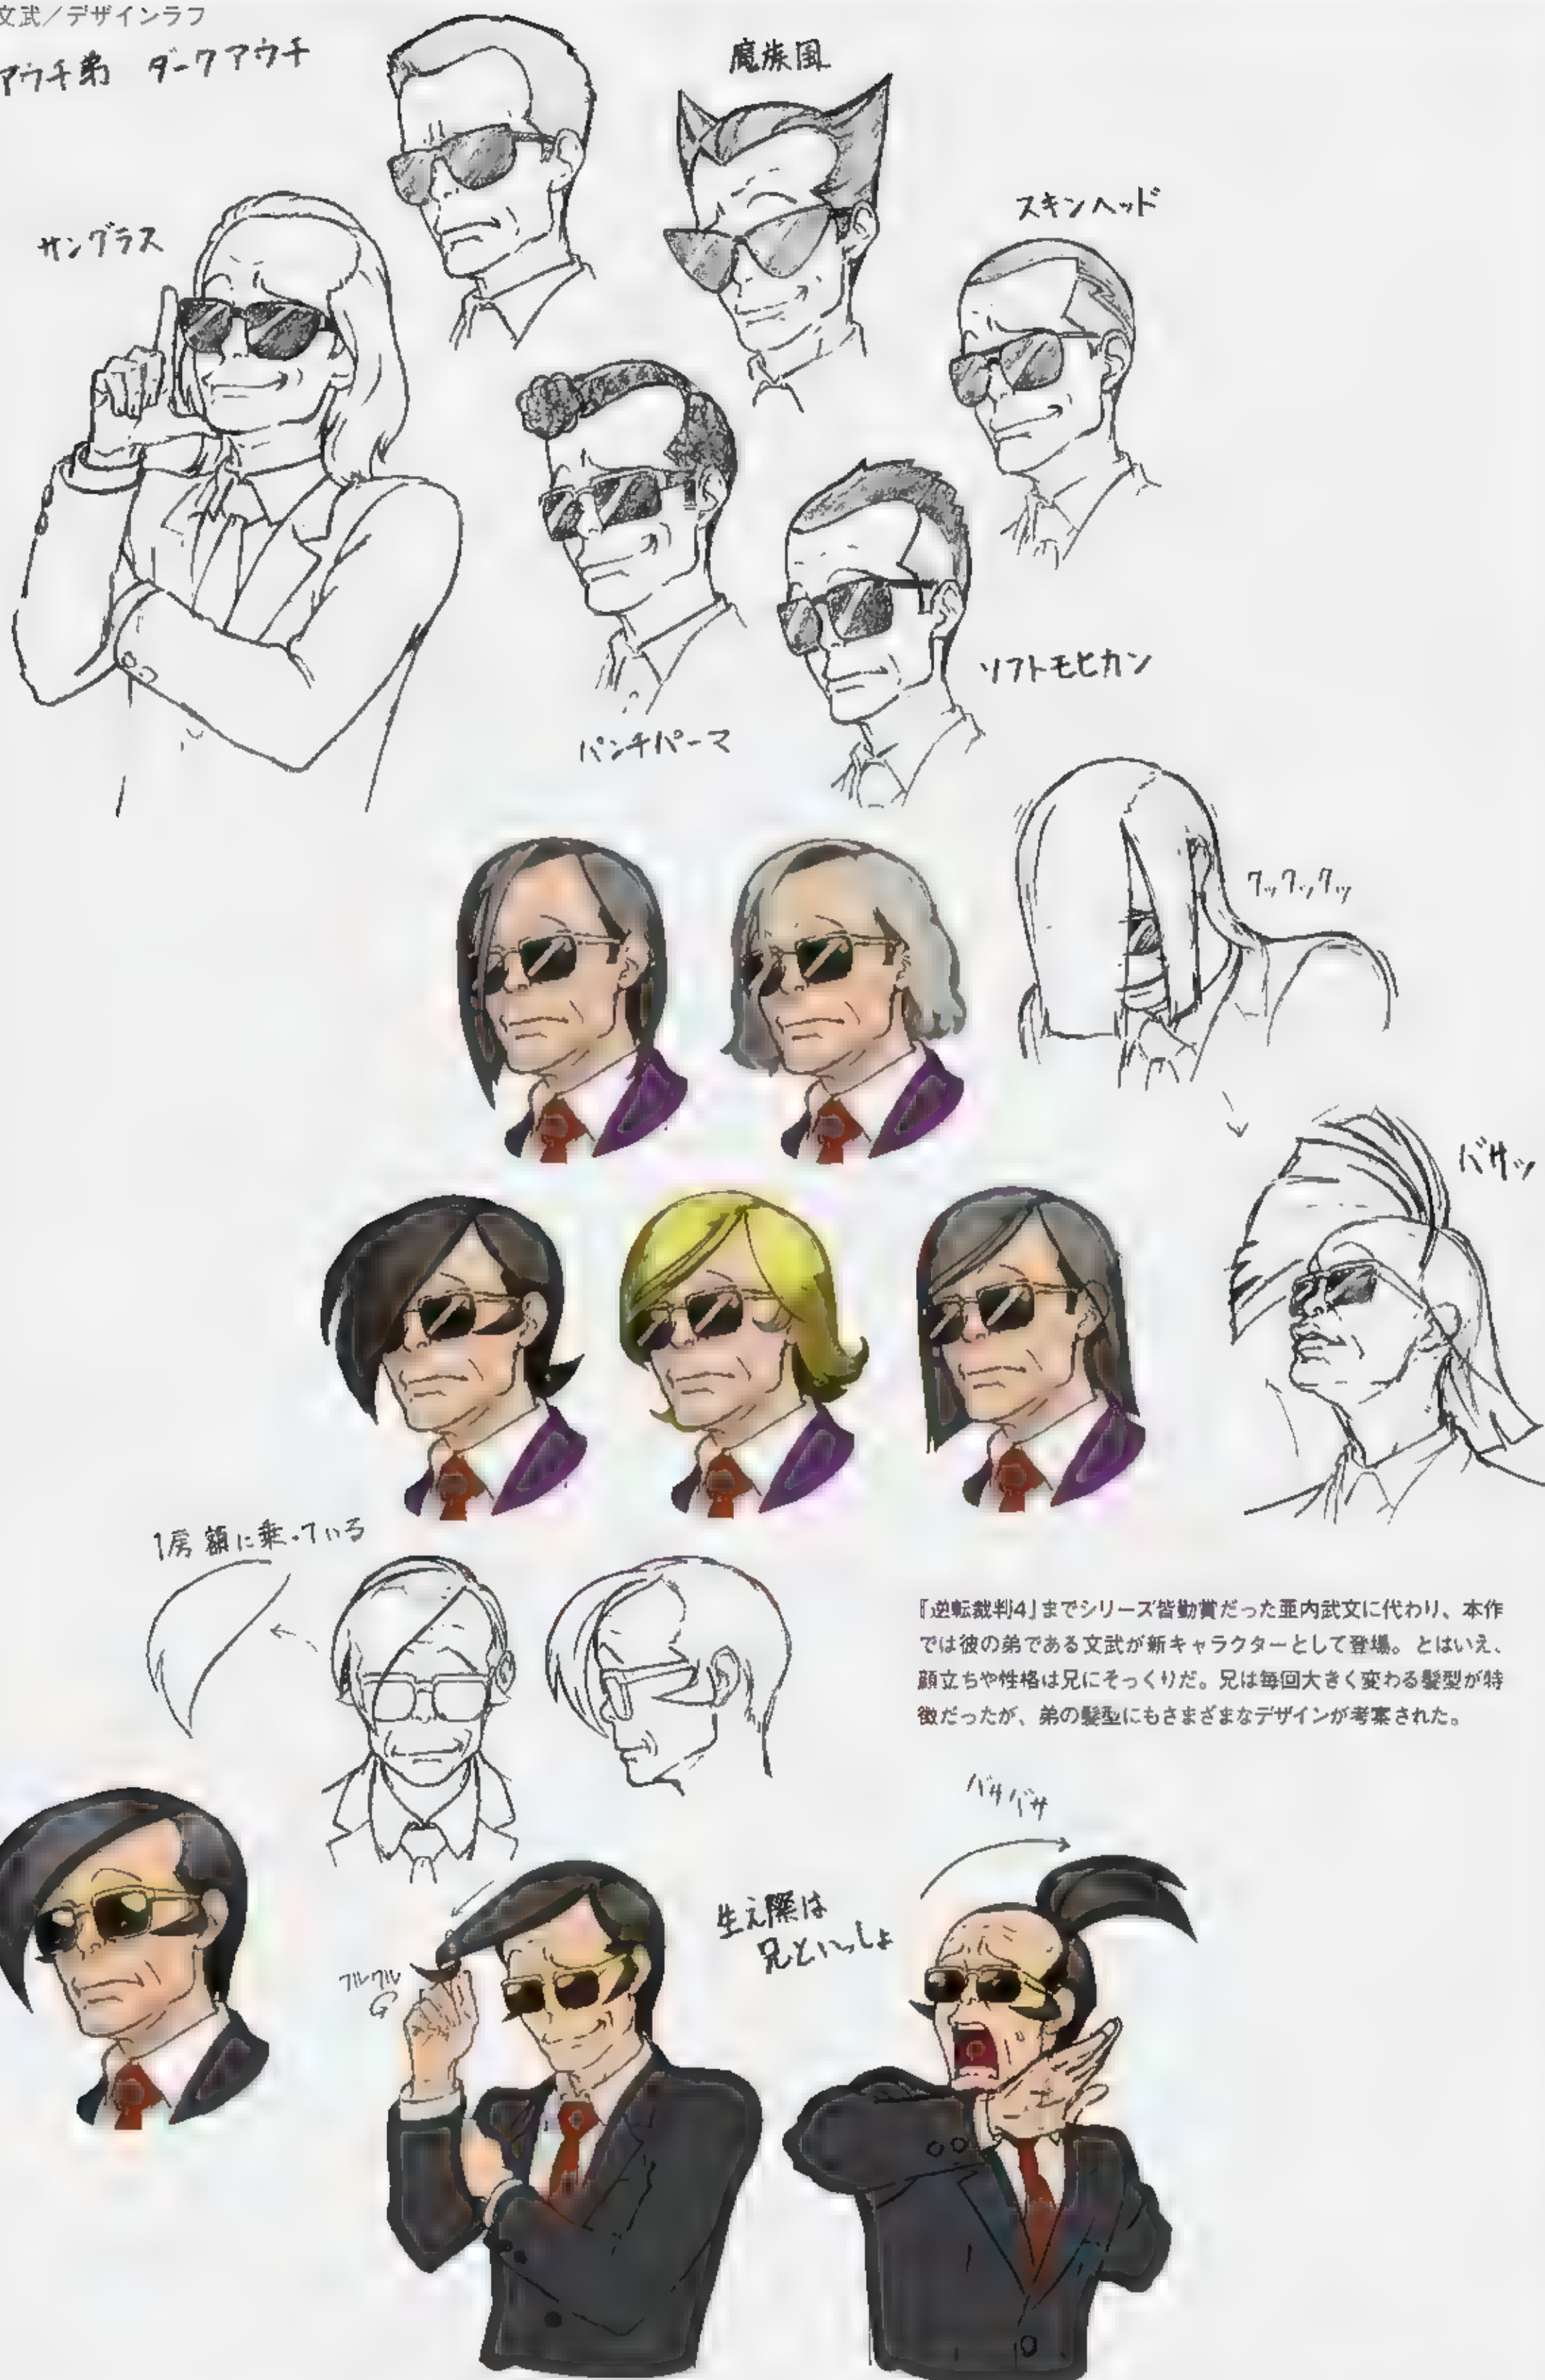 文武／デザインラフ
アウチ弟 ダークアウチ
魔族風
スキンヘッド
サングラス
ソフトモヒカン
パンチパーマ
クックックッ
バサッ
1房 額に乗っている
『逆転裁判4』までシリーズ皆勤賞だった亜内武文に代わり、本作
では彼の弟である文武が新キャラクターとして登場。とはいえ、
顔立ちや性格は兄にそっくりだ。兄は毎回大きく変わる髪型が特
徴だったが、弟の髪型にもさまざまなデザインが考案された。
バサバサ
生え際は
兄といっしょ
クルクル